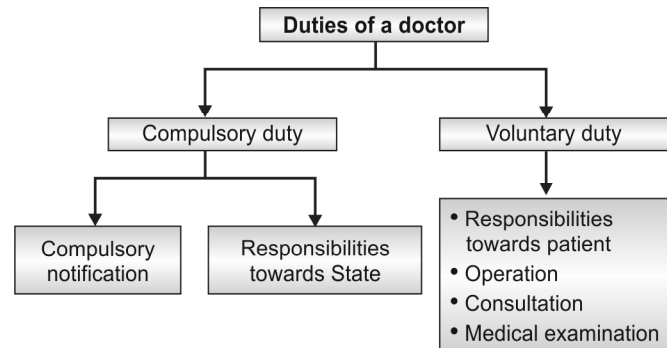 Duties of a doctor
Compulsory duty
Voluntary duty
Compulsory
notification
Responsibilities
towards State
• Responsibilities
towards patient
• Operation
• Consultation
• Medical examination